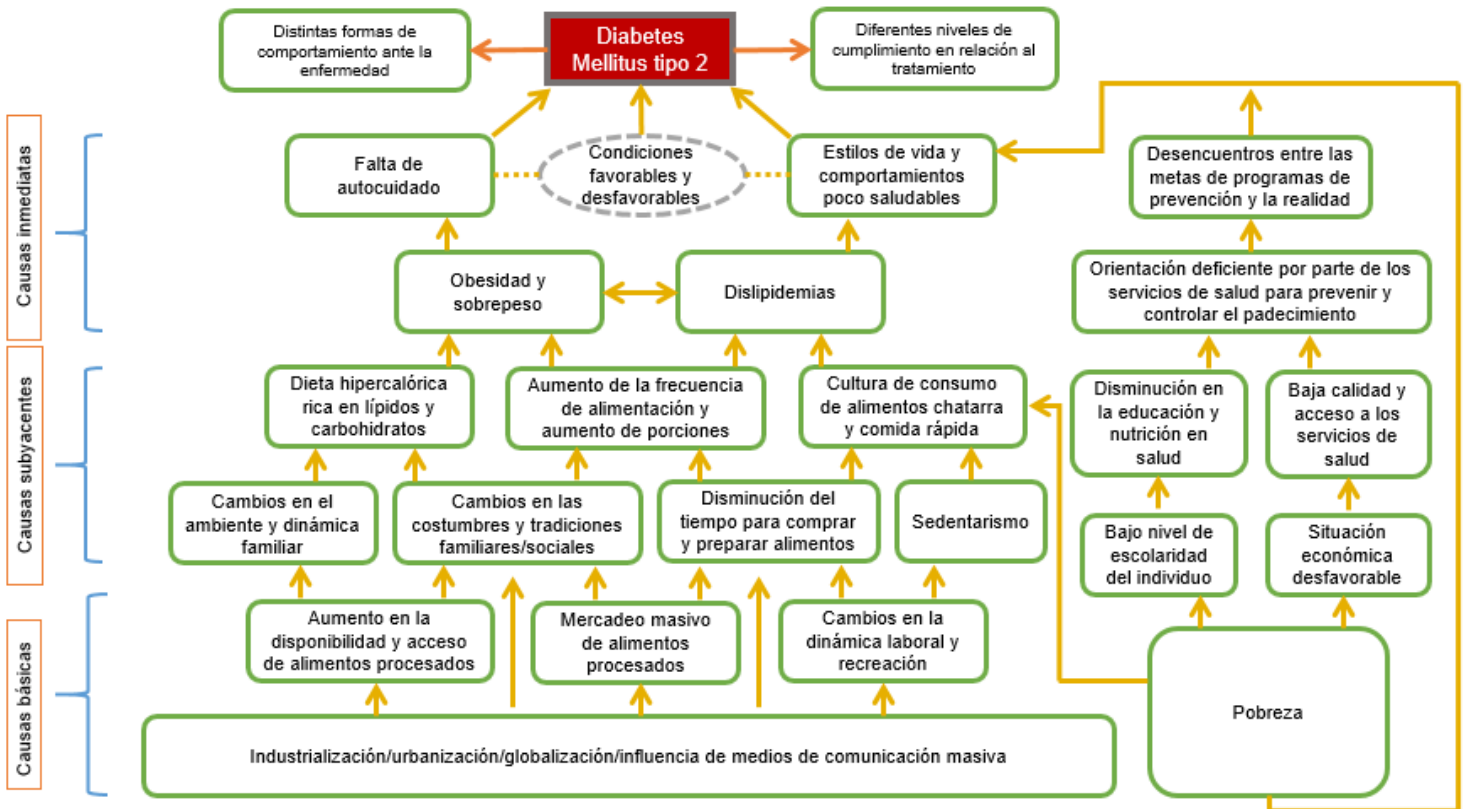 Distintas formas de
comportamiento ante la
enfermedad
Diabetes
Mellitus tipo 2
Diferentes niveles de
cumplimiento en relación al
tratamiento
Causas inmediatas
Falta de
autocuidado
Condiciones
favorables y
desfavorables
Estilos de vida y
comportamientos
poco saludables
Desencuentros entre las
metas de programas de
prevención y la realidad
Obesidad y
sobrepeso
Dislipidemias
Orientación deficiente por parte de los
servicios de salud para prevenir y
controlar el padecimiento
Causas subyacentes
Dieta hipercalórica
rica en lípidos y
carbohidratos
Aumento de la frecuencia
de alimentación y
aumento de porciones
Cultura de consumo
de alimentos chatarra
y comida rápida
Disminución en
la educación y
nutrición en
salud
Baja calidad y
acceso a los
servicios de
salud
Cambios en el
ambiente y dinámica
familiar
Cambios en las
costumbres y tradiciones
familiares/sociales
Disminución del
tiempo para comprar
y preparar alimentos
Sedentarismo
Bajo nivel de
escolaridad
del individuo
Situación
económica
desfavorable
Causas básicas
Aumento en la
disponibilidad y acceso
de alimentos procesados
Mercadeo masivo
de alimentos
procesados
Cambios en la
dinámica laboral y
recreación
Pobreza
Industrialización/urbanización/globalización/influencia de medios de comunicación masiva